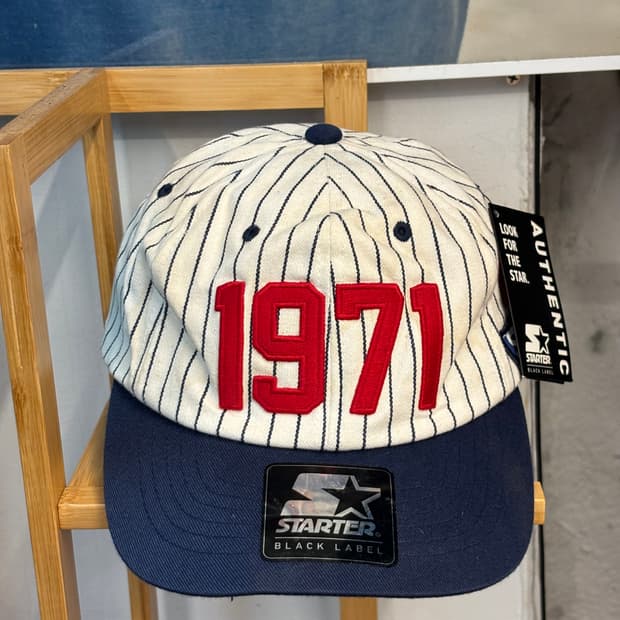 1971
LOOK
FOR
THE
STAR.
AUTHENTIC
STARTER
BLACK LABEL
STARTER
BLACK LABEL